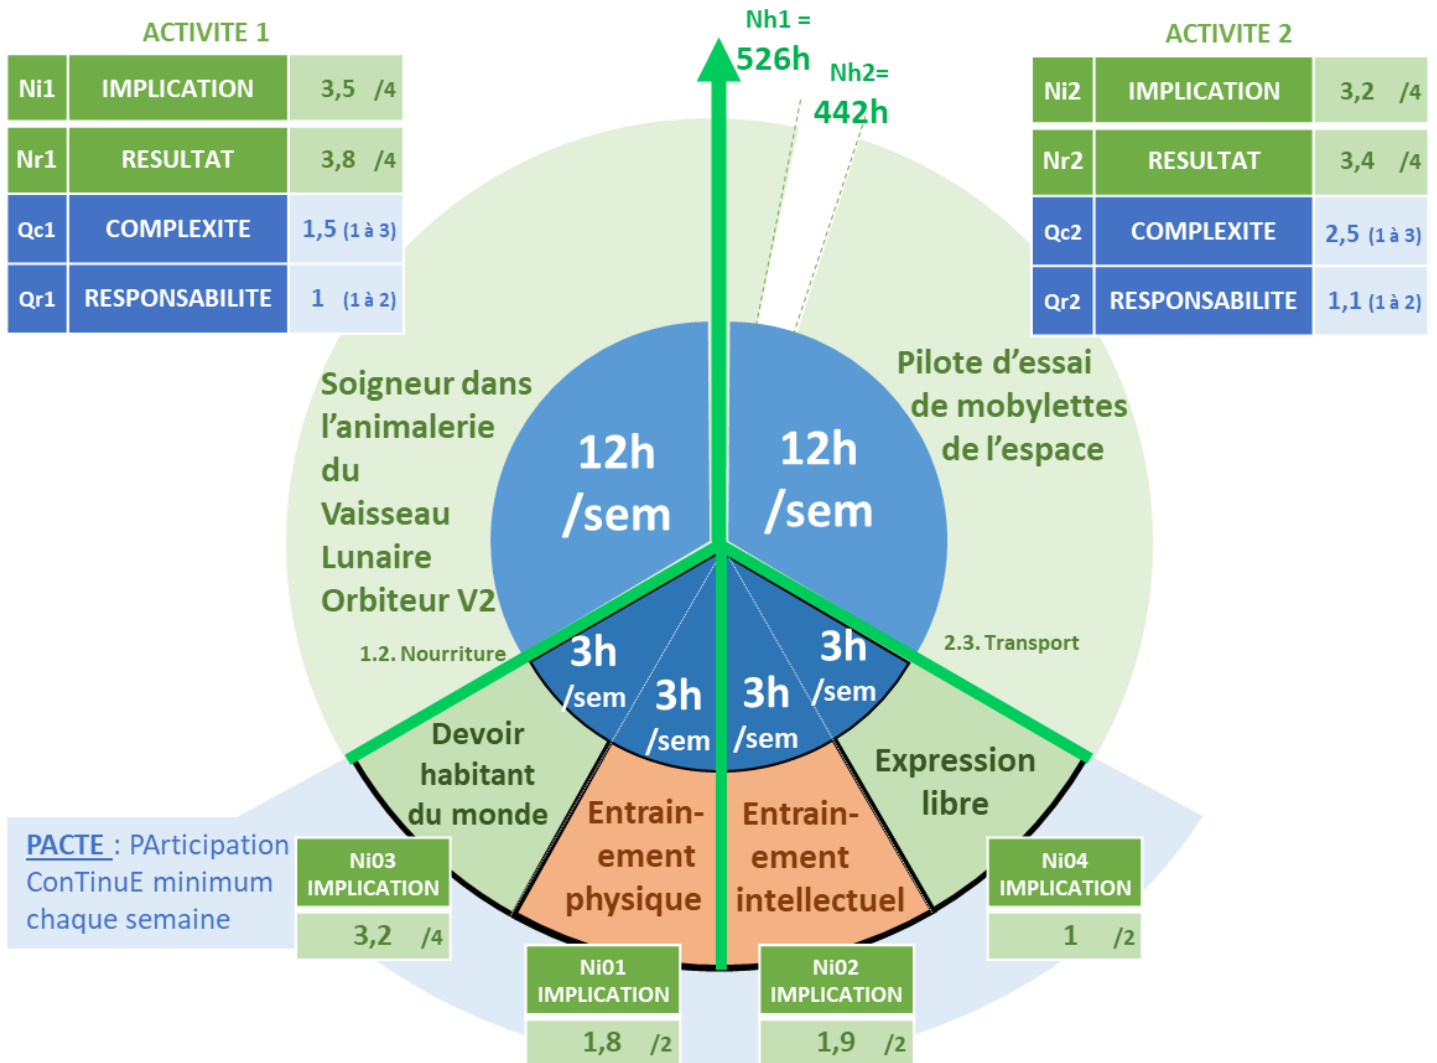 ACTIVITE 1
Ni1 IMPLICATION 3,5 /4
Nr1 RESULTAT 3,8 /4
Qc1 COMPLEXITE 1,5 (1 à 3)
Qr1 RESPONSABILITE 1 (1 à 2)
Nh1 =
526h
Nh2=
442h
ACTIVITE 2
Ni2 IMPLICATION 3,2 /4
Nr2 RESULTAT 3,4 /4
Qc2 COMPLEXITE 2,5 (1 à 3)
Qr2 RESPONSABILITE 1,1 (1 à 2)
Soigneur dans
l’animalerie
du
Vaisseau
Lunaire
Orbiteur V2
1.2. Nourriture
12h
/sem
12h
/sem
Pilote d’essai
de mobylettes
de l’espace
2.3. Transport
3h
/sem
3h
/sem
3h
/sem
3h
/sem
Devoir
habitant
du monde
Entrain-
ement
physique
Entrain-
ement
intellectuel
Expression
libre
PACTE : PArticipation
ConTinuE minimum
chaque semaine
Ni03
IMPLICATION
3,2 /4
Ni01
IMPLICATION
1,8 /2
Ni02
IMPLICATION
1,9 /2
Ni04
IMPLICATION
1 /2